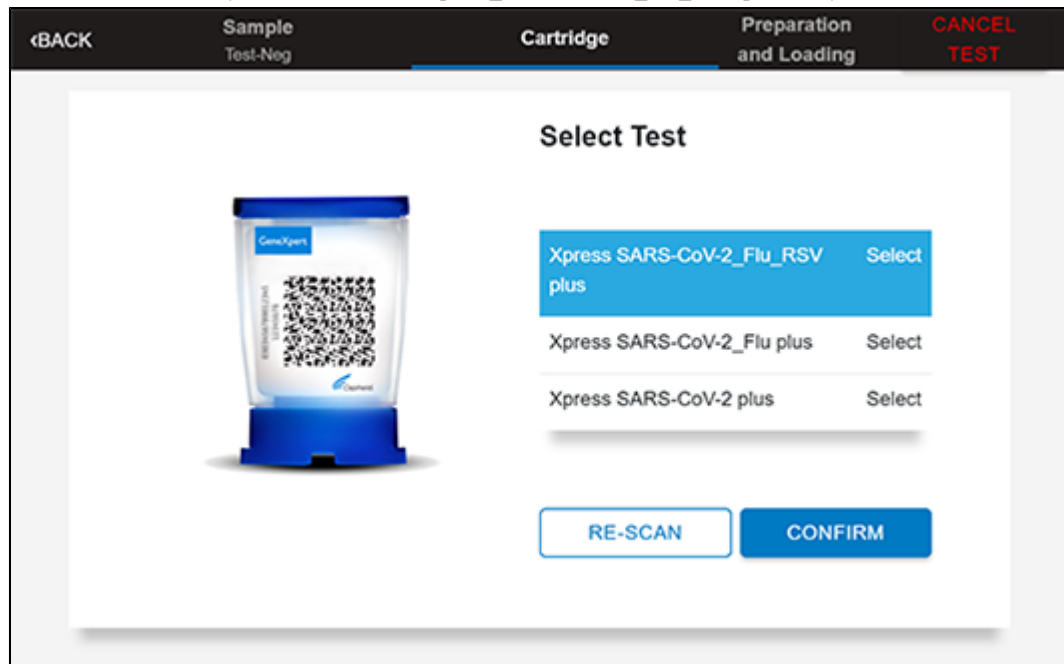 ‹BACK
Sample
Test-Neg
Cartridge
Preparation
and Loading
CANCEL
TEST
Select Test
GeneXpert
Cepheid
Xpress SARS-CoV-2_Flu_RSV
plus
Select
Xpress SARS-CoV-2_Flu plus
Select
Xpress SARS-CoV-2 plus
Select
RE-SCAN
CONFIRM